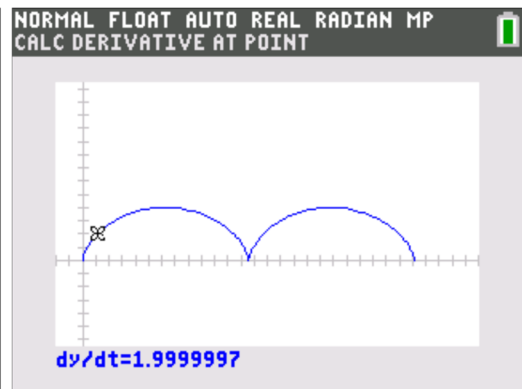 NORMAL FLOAT AUTO REAL RADIAN MP
CALC DERIVATIVE AT POINT
dy/dt=1.9999997